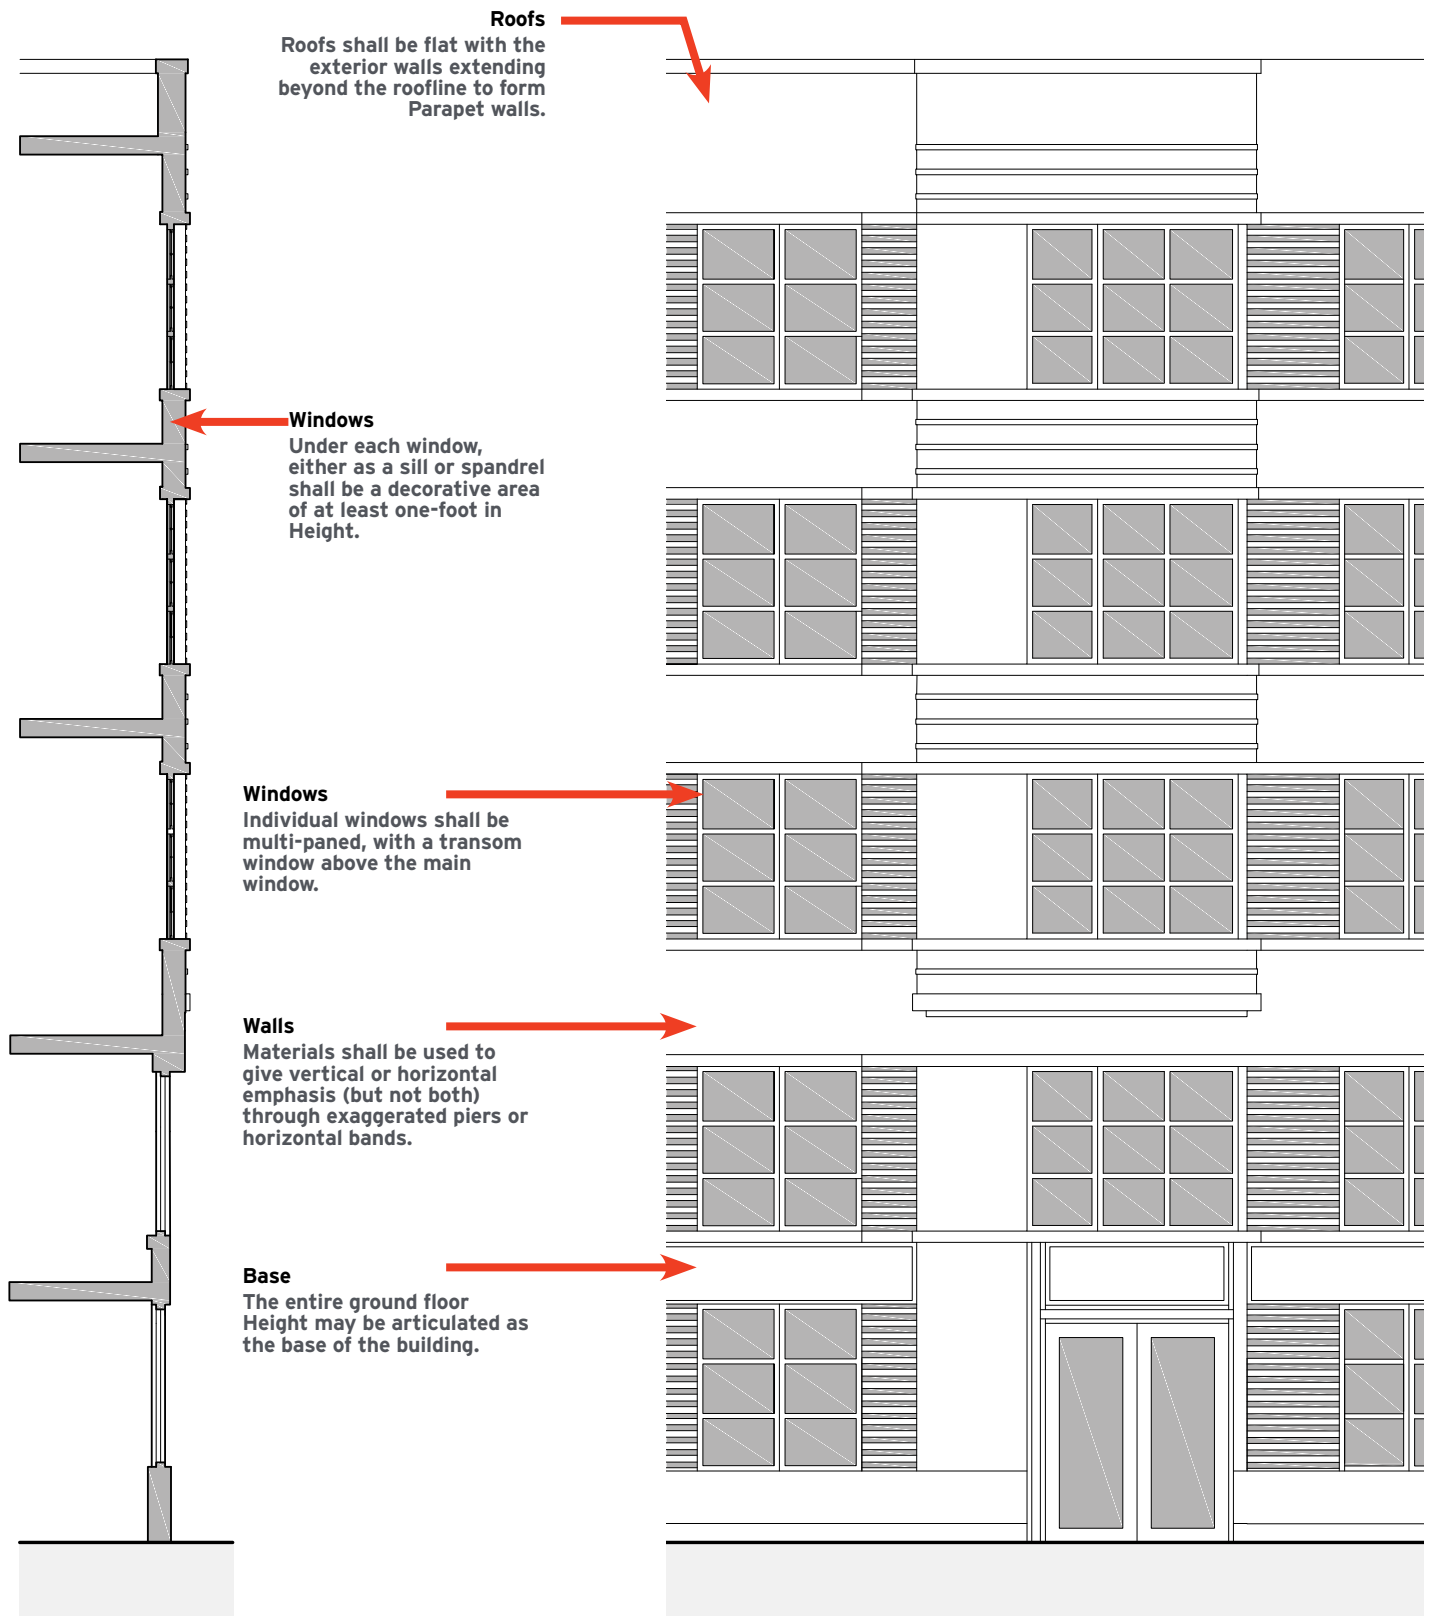 Roofs
Roofs shall be flat with the
exterior walls extending
beyond the roofline to form
Parapet walls.
Windows
Under each window,
either as a sill or spandrel
shall be a decorative area
of at least one-foot in
Height.
Windows
Individual windows shall be
multi-paned, with a transom
window above the main
window.
Walls
Materials shall be used to
give vertical or horizontal
emphasis (but not both)
through exaggerated piers or
horizontal bands.
Base
The entire ground floor
Height may be articulated as
the base of the building.